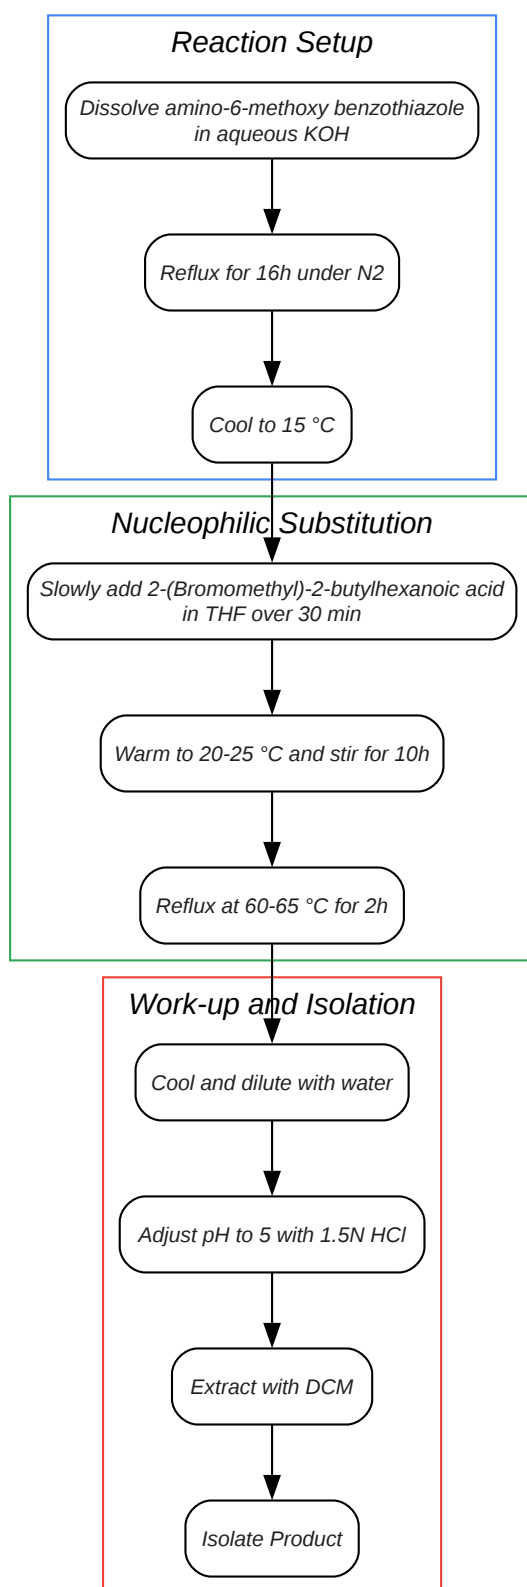 Reaction Setup
Dissolve amino-6-methoxy benzothiazole
in aqueous KOH
Reflux for 16h under N2
Cool to 15 °C
Nucleophilic Substitution
Slowly add 2-(Bromomethyl)-2-butylhexanoic acid
in THF over 30 min
Warm to 20-25 °C and stir for 10h
Reflux at 60-65 °C for 2h
Work-up and Isolation
Cool and dilute with water
Adjust pH to 5 with 1.5N HCl
Extract with DCM
Isolate Product